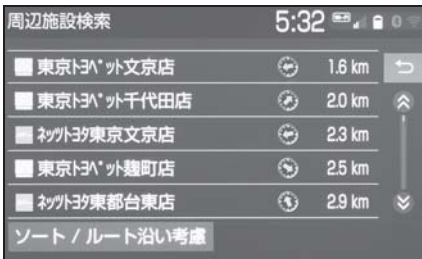 周辺施設検索 5:32
東京トヨペット文京店 1.6 km
東京トヨペット千代田店 2.0 km
ネッツトヨタ東京文京店 2.3 km
東京トヨペット麹町店 2.5 km
ネッツトヨタ東都台東店 2.9 km
ソート / ルート沿い考慮